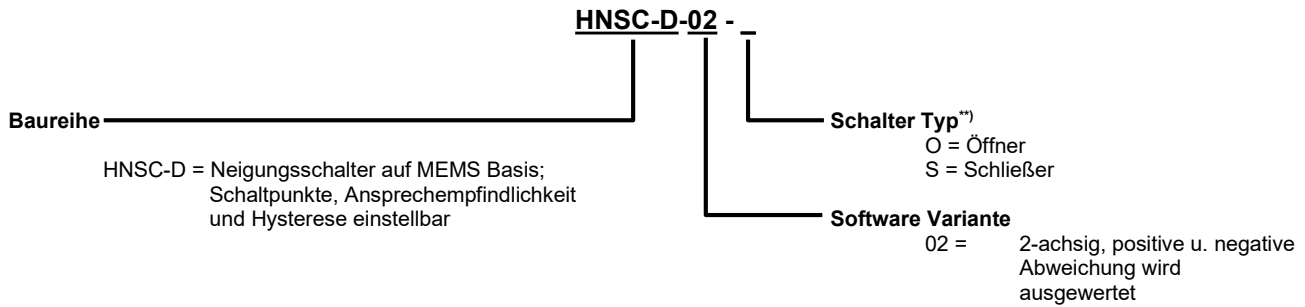 HNSC-D-02 - _
Baureihe
HNSC-D = Neigungsschalter auf MEMS Basis;
Schaltpunkte, Ansprechempfindlichkeit
und Hysterese einstellbar
Schalter Typ**)
O = Öffner
S = Schließer
Software Variante
02 = 2-achsig, positive u. negative
Abweichung wird
ausgewertet